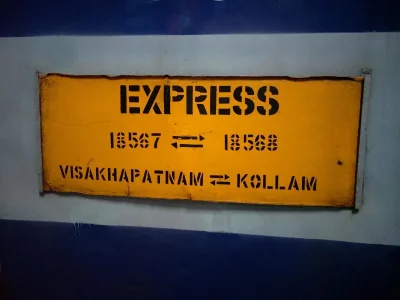 EXPRESS
18567 ⇌ 18568
VISAKHAPATNAM ⇌ KOLLAM